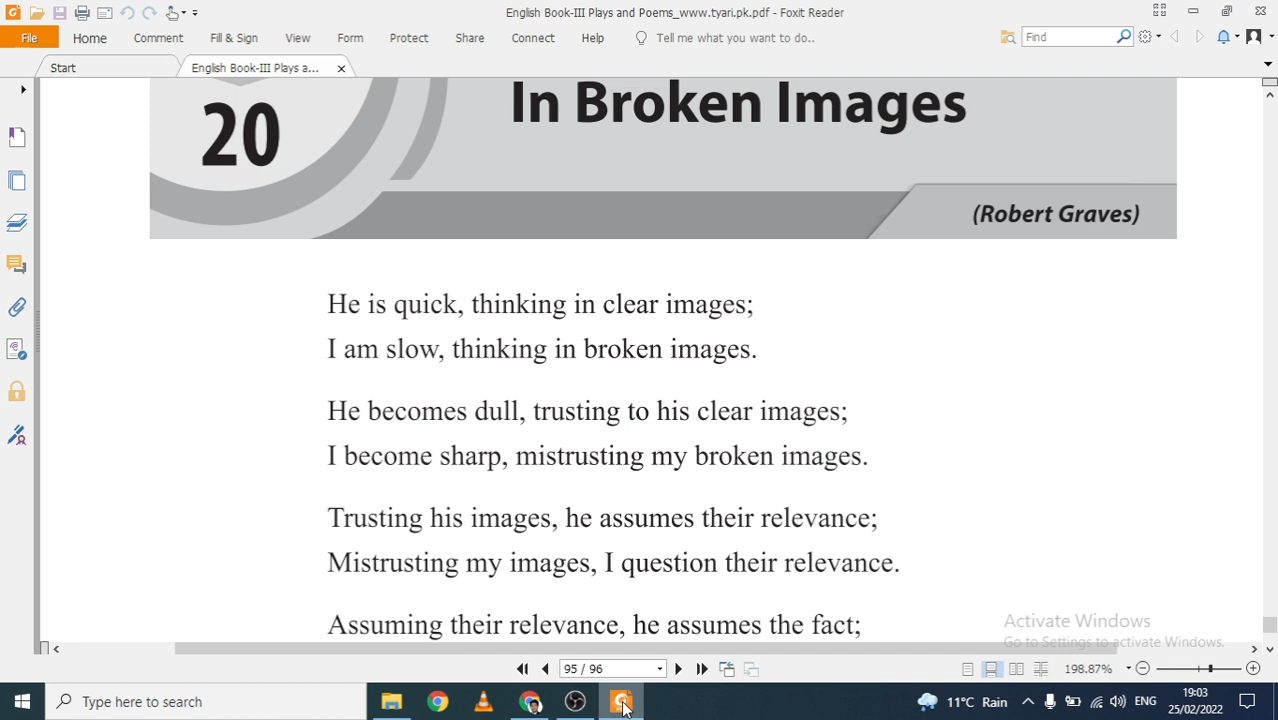 English Book-III Plays and Poems_www.tyari.pk.pdf - Foxit Reader
File Home Comment Fill & Sign View Form Protect Share Connect Help Tell me what you want to do.. Find
Start English Book-III Plays a...
20
In Broken Images
(Robert Graves)
He is quick, thinking in clear images;
I am slow, thinking in broken images.
He becomes dull, trusting to his clear images;
I become sharp, mistrusting my broken images.
Trusting his images, he assumes their relevance;
Mistrusting my images, I question their relevance.
Assuming their relevance, he assumes the fact;
Activate Windows
Go to Settings to activate Windows.
95 / 96 198.87%
Type here to search 11°C Rain ENG 19:03
25/02/2022